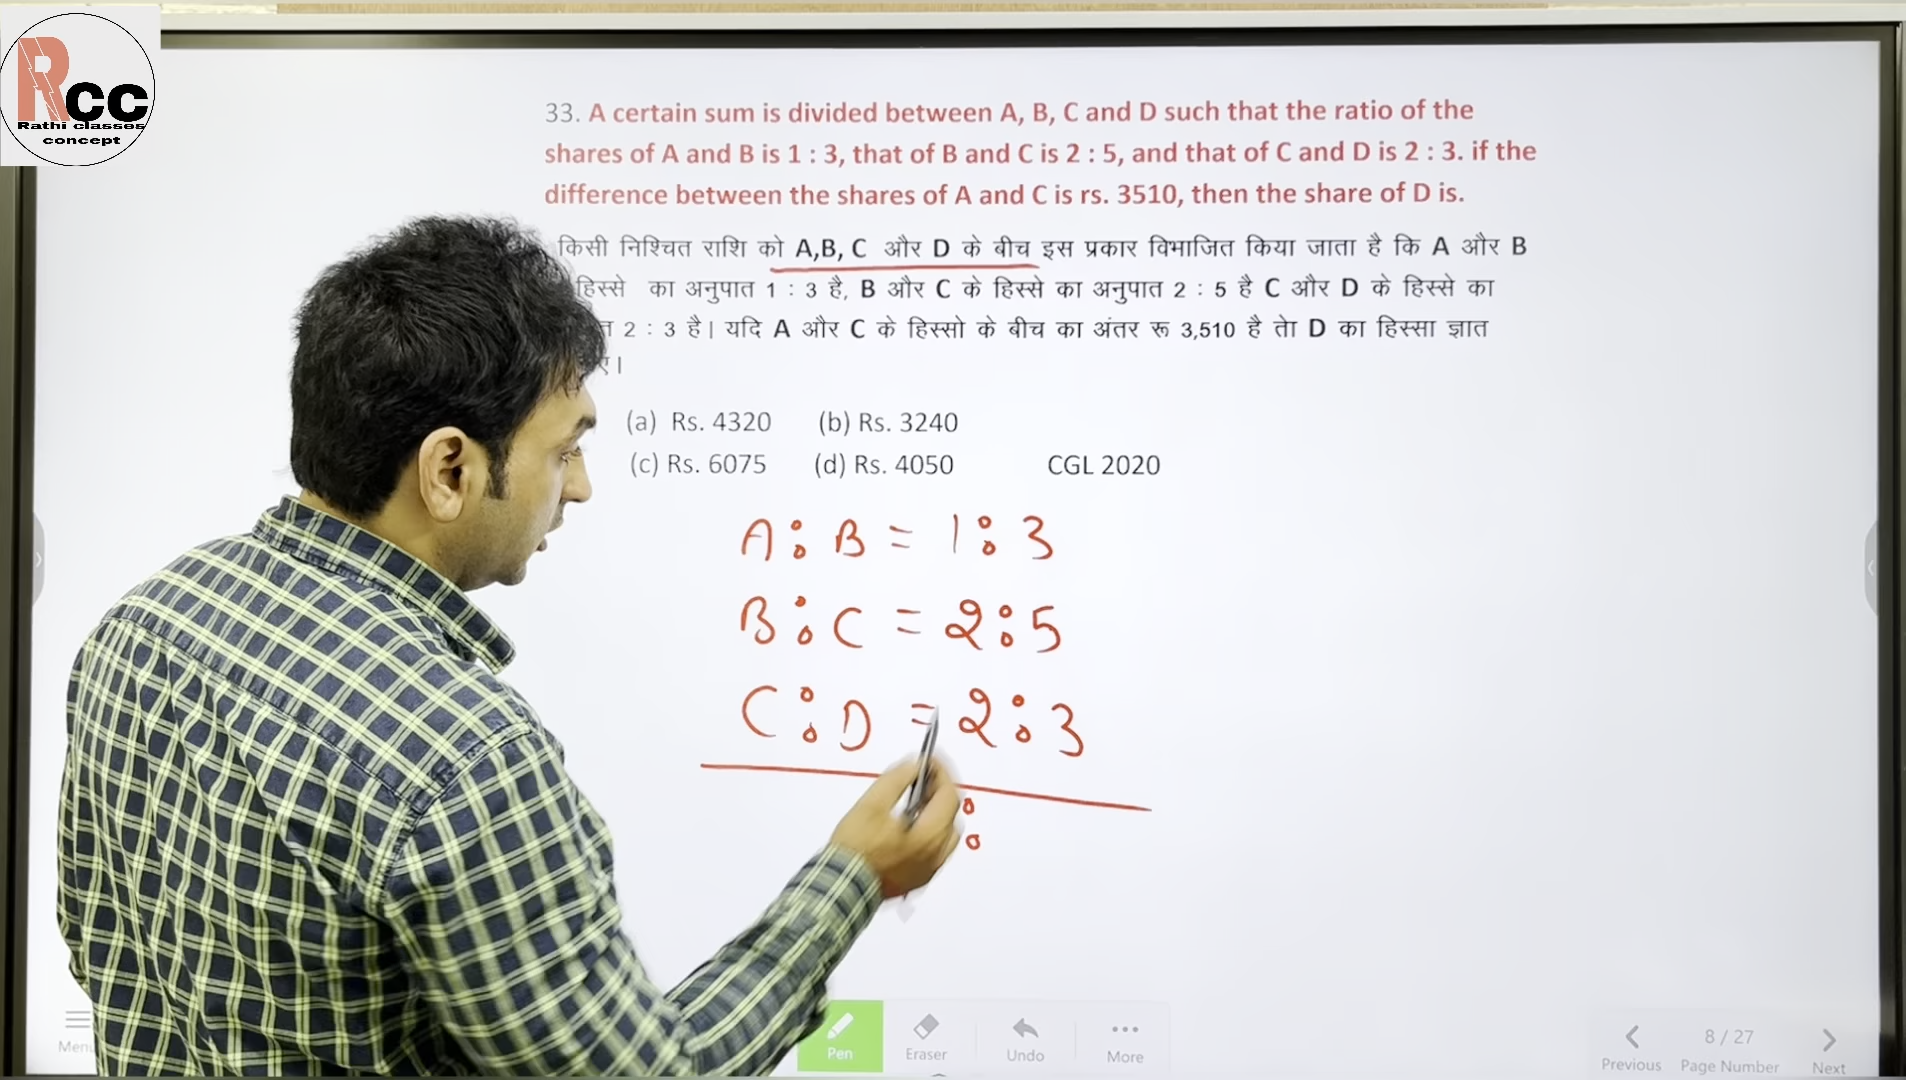 Rcc
Rathi classes
concept
33. A certain sum is divided between A, B, C and D such that the ratio of the
shares of A and B is 1 : 3, that of B and C is 2 : 5, and that of C and D is 2 : 3. if the
difference between the shares of A and C is rs. 3510, then the share of D is.
किसी निश्चित राशि को A,B, C और D के बीच इस प्रकार विभाजित किया जाता है कि A और B
हिस्से का अनुपात 1 : 3 है, B और C के हिस्से का अनुपात 2 : 5 है C और D के हिस्से का
2 : 3 है। यदि A और C के हिस्सो के बीच का अंतर रू 3,510 है तो D का हिस्सा ज्ञात
(a) Rs. 4320 (b) Rs. 3240
(c) Rs. 6075 (d) Rs. 4050 CGL 2020
A : B = 1 : 3
B : C = 2 : 5
C : D = 2 : 3
:
Menu Pen Eraser Undo More
8 / 27
Previous Page Number Next